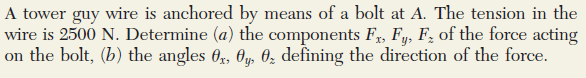 A tower guy wire is anchored by means of a bolt at A. The tension in the
wire is 2500 N. Determine (a) the components Fx, Fy, Fz of the force acting
on the bolt, (b) the angles θx, θy, θz defining the direction of the force.